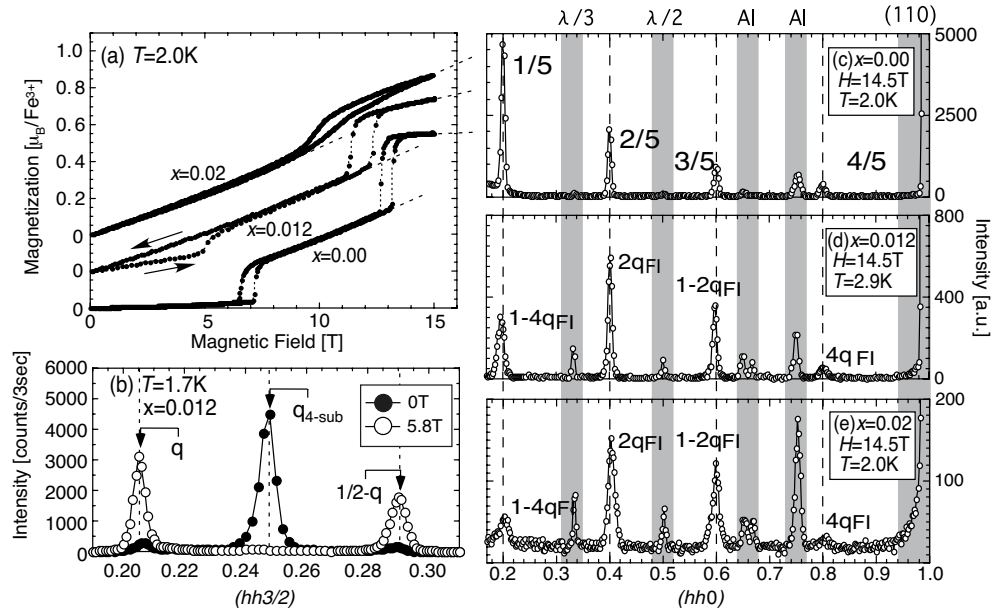 (a) T=2.0K
Magnetization [μB/Fe3+]
1.0
0.8
0.6
0.4
0.2
0
0
0
x=0.02
x=0.012
x=0.00
0
5
10
15
Magnetic Field [T]
(b) T=1.7K
x=0.012
Intensity [counts/3sec]
6000
5000
4000
3000
2000
1000
0
q
q4-sub
1/2-q
0T
5.8T
0.20
0.22
0.24
0.26
0.28
0.30
(hh3/2)
λ/3
λ/2
Al
Al
(110)
1/5
2/5
3/5
4/5
(c) x=0.00
H=14.5T
T=2.0K
5000
2500
0
1-4qFI
2qFI
1-2qFI
4qFI
(d) x=0.012
H=14.5T
T=2.9K
800
400
0
Intensity [a.u.]
1-4qFI
2qFI
1-2qFI
4qFI
(e) x=0.02
H=14.5T
T=2.0K
200
100
0
0.2
0.3
0.4
0.5
0.6
0.7
0.8
0.9
1.0
(hh0)